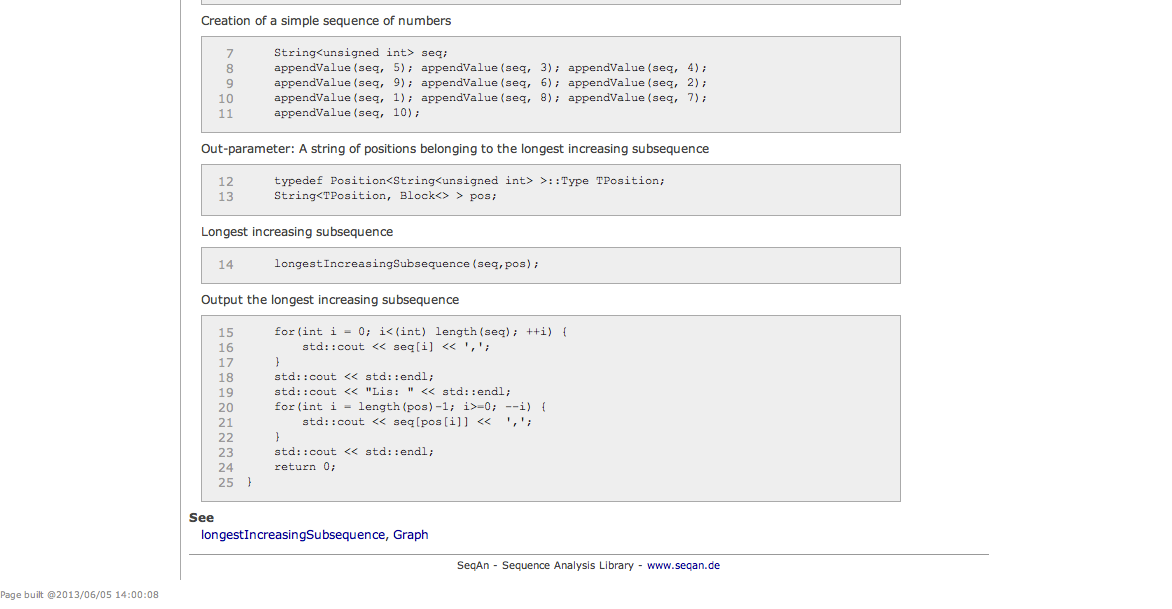 Creation of a simple sequence of numbers
7 String<unsigned int> seq;
8 appendValue(seq, 5); appendValue(seq, 3); appendValue(seq, 4);
9 appendValue(seq, 9); appendValue(seq, 6); appendValue(seq, 2);
10 appendValue(seq, 1); appendValue(seq, 8); appendValue(seq, 7);
11 appendValue(seq, 10);
Out-parameter: A string of positions belonging to the longest increasing subsequence
12 typedef Position<String<unsigned int> >::Type TPosition;
13 String<TPosition, Block<> > pos;
Longest increasing subsequence
14 longestIncreasingSubsequence(seq,pos);
Output the longest increasing subsequence
15 for(int i = 0; i<(int) length(seq); ++i) {
16 std::cout << seq[i] << ',';
17 }
18 std::cout << std::endl;
19 std::cout << "Lis: " << std::endl;
20 for(int i = length(pos)-1; i>=0; --i) {
21 std::cout << seq[pos[i]] << ',';
22 }
23 std::cout << std::endl;
24 return 0;
25 }
See
longestIncreasingSubsequence, Graph
SeqAn - Sequence Analysis Library - www.seqan.de
Page built @2013/06/05 14:00:08